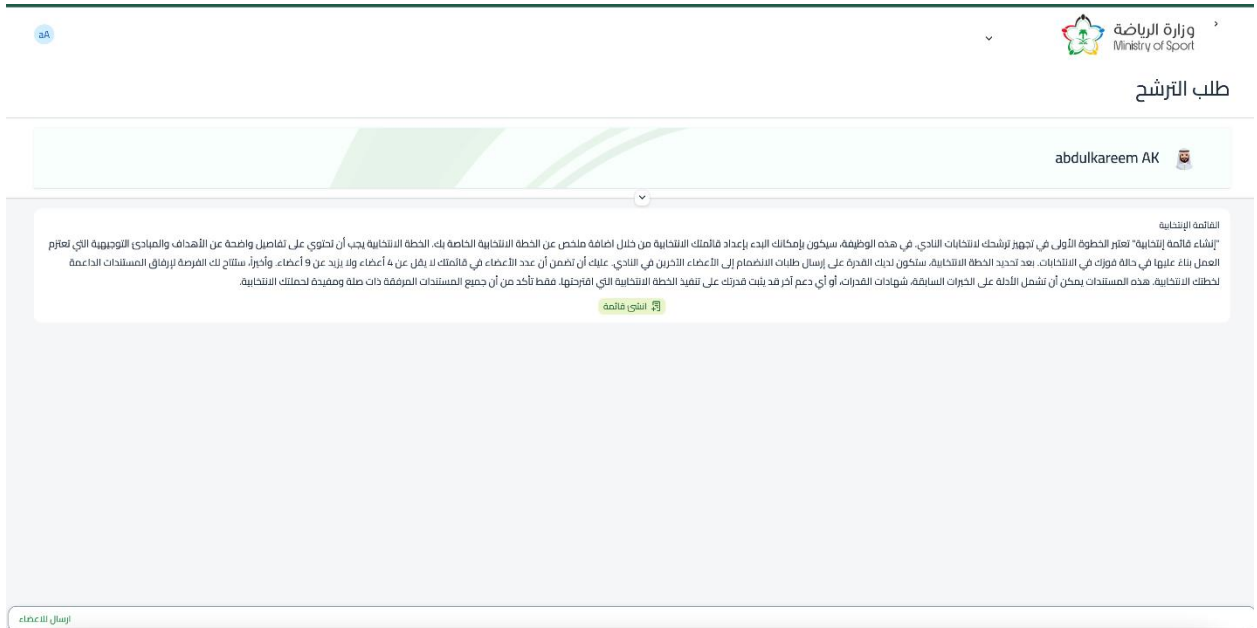 وزارة الرياضة
Ministry of Sport
aA
طلب الترشح
abdulkareem AK
القائمة الإنتخابية
"إنشاء قائمة إنتخابية" تعتبر الخطوة الأولى في تجهيز ترشحك لانتخابات النادي. في هذه الوظيفة، سيكون بإمكانك البدء بإعداد قائمتك الانتخابية من خلال اضافة ملخص عن الخطة الانتخابية الخاصة بك. الخطة الانتخابية يجب أن تحتوي على تفاصيل واضحة عن الأهداف والمبادئ التوجيهية التي تعتزم
العمل بناءً عليها في حالة فوزك في الانتخابات. بعد تحديد الخطة الانتخابية، ستكون لديك القدرة على إرسال طلبات الانضمام إلى الأعضاء الآخرين في النادي. عليك أن تضمن أن عدد الأعضاء في قائمتك لا يقل عن 4 أعضاء ولا يزيد عن 9 أعضاء. وأخيراً، ستتاح لك الفرصة لإرفاق المستندات الداعمة
لخطتك الانتخابية. هذه المستندات يمكن أن تشمل الأدلة على الخبرات السابقة، شهادات القدرات، أو أي دعم آخر قد يثبت قدرتك على تنفيذ الخطة الانتخابية التي اقترحتها. فقط تأكد من أن جميع المستندات المرفقة ذات صلة ومفيدة لحملتك الانتخابية.
انشئ قائمة
ارسال للاعضاء